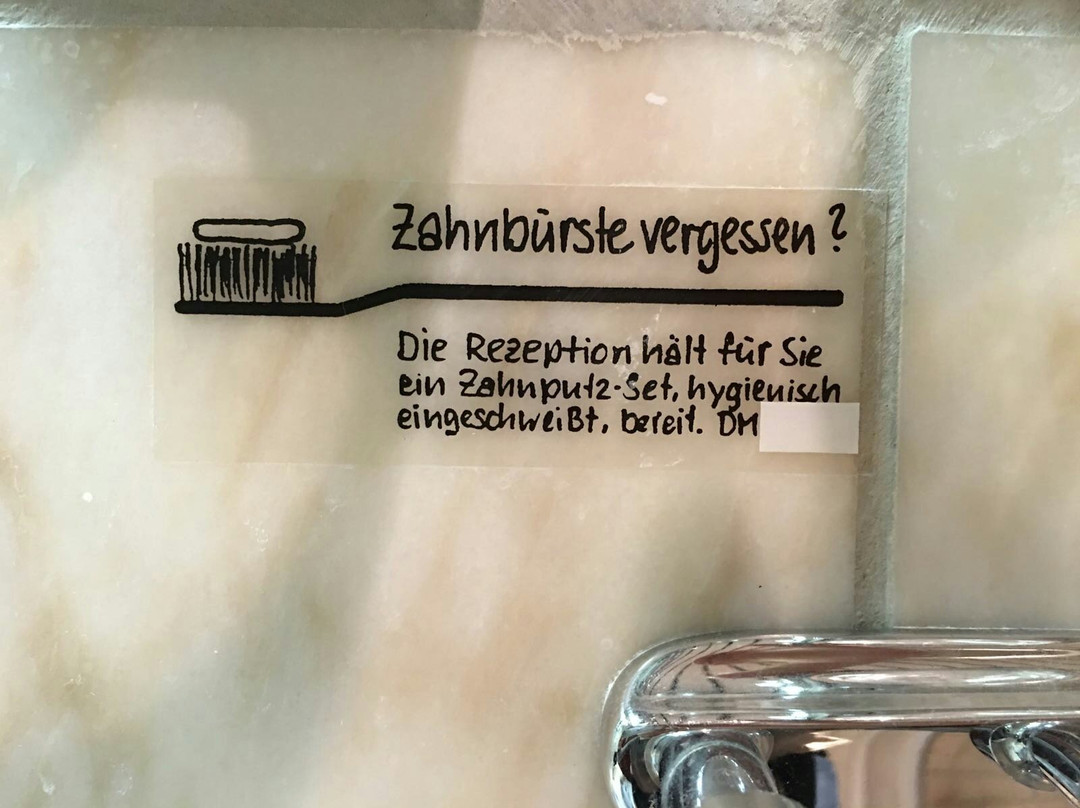 Zahnbürste vergessen?
Die Rezeption hält für Sie
ein Zahnputz-Set, hygienisch
eingeschweißt, bereit. DM